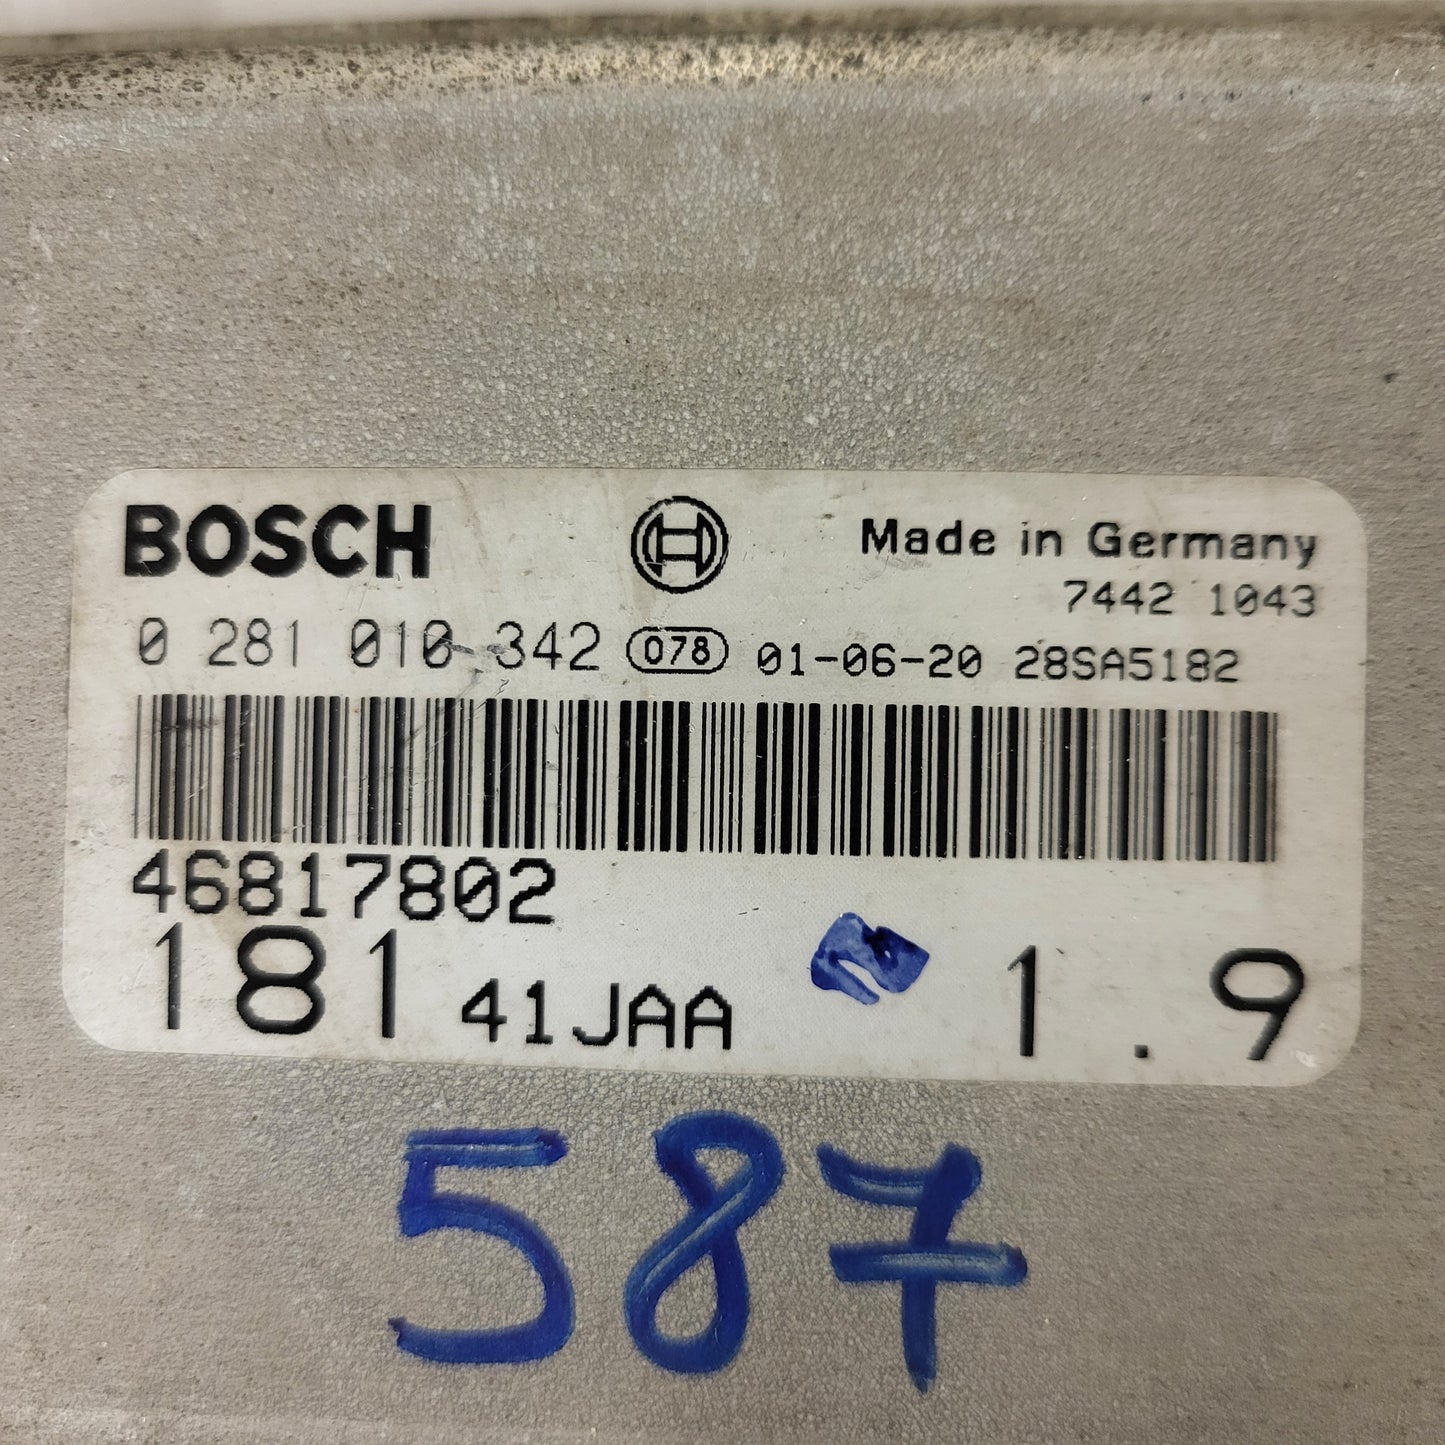 BOSCH
Made in Germany
7442 1043
0 281 010 342 078 01-06-20 28SA5182
46817802
181 41JAA 1.9
587